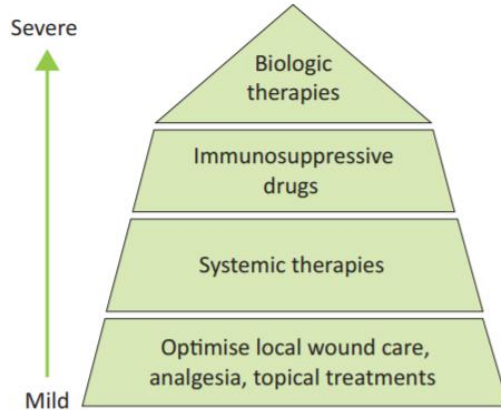 Severe
Biologic
therapies
Immunosuppressive
drugs
Systemic therapies
Optimise local wound care,
analgesia, topical treatments
Mild